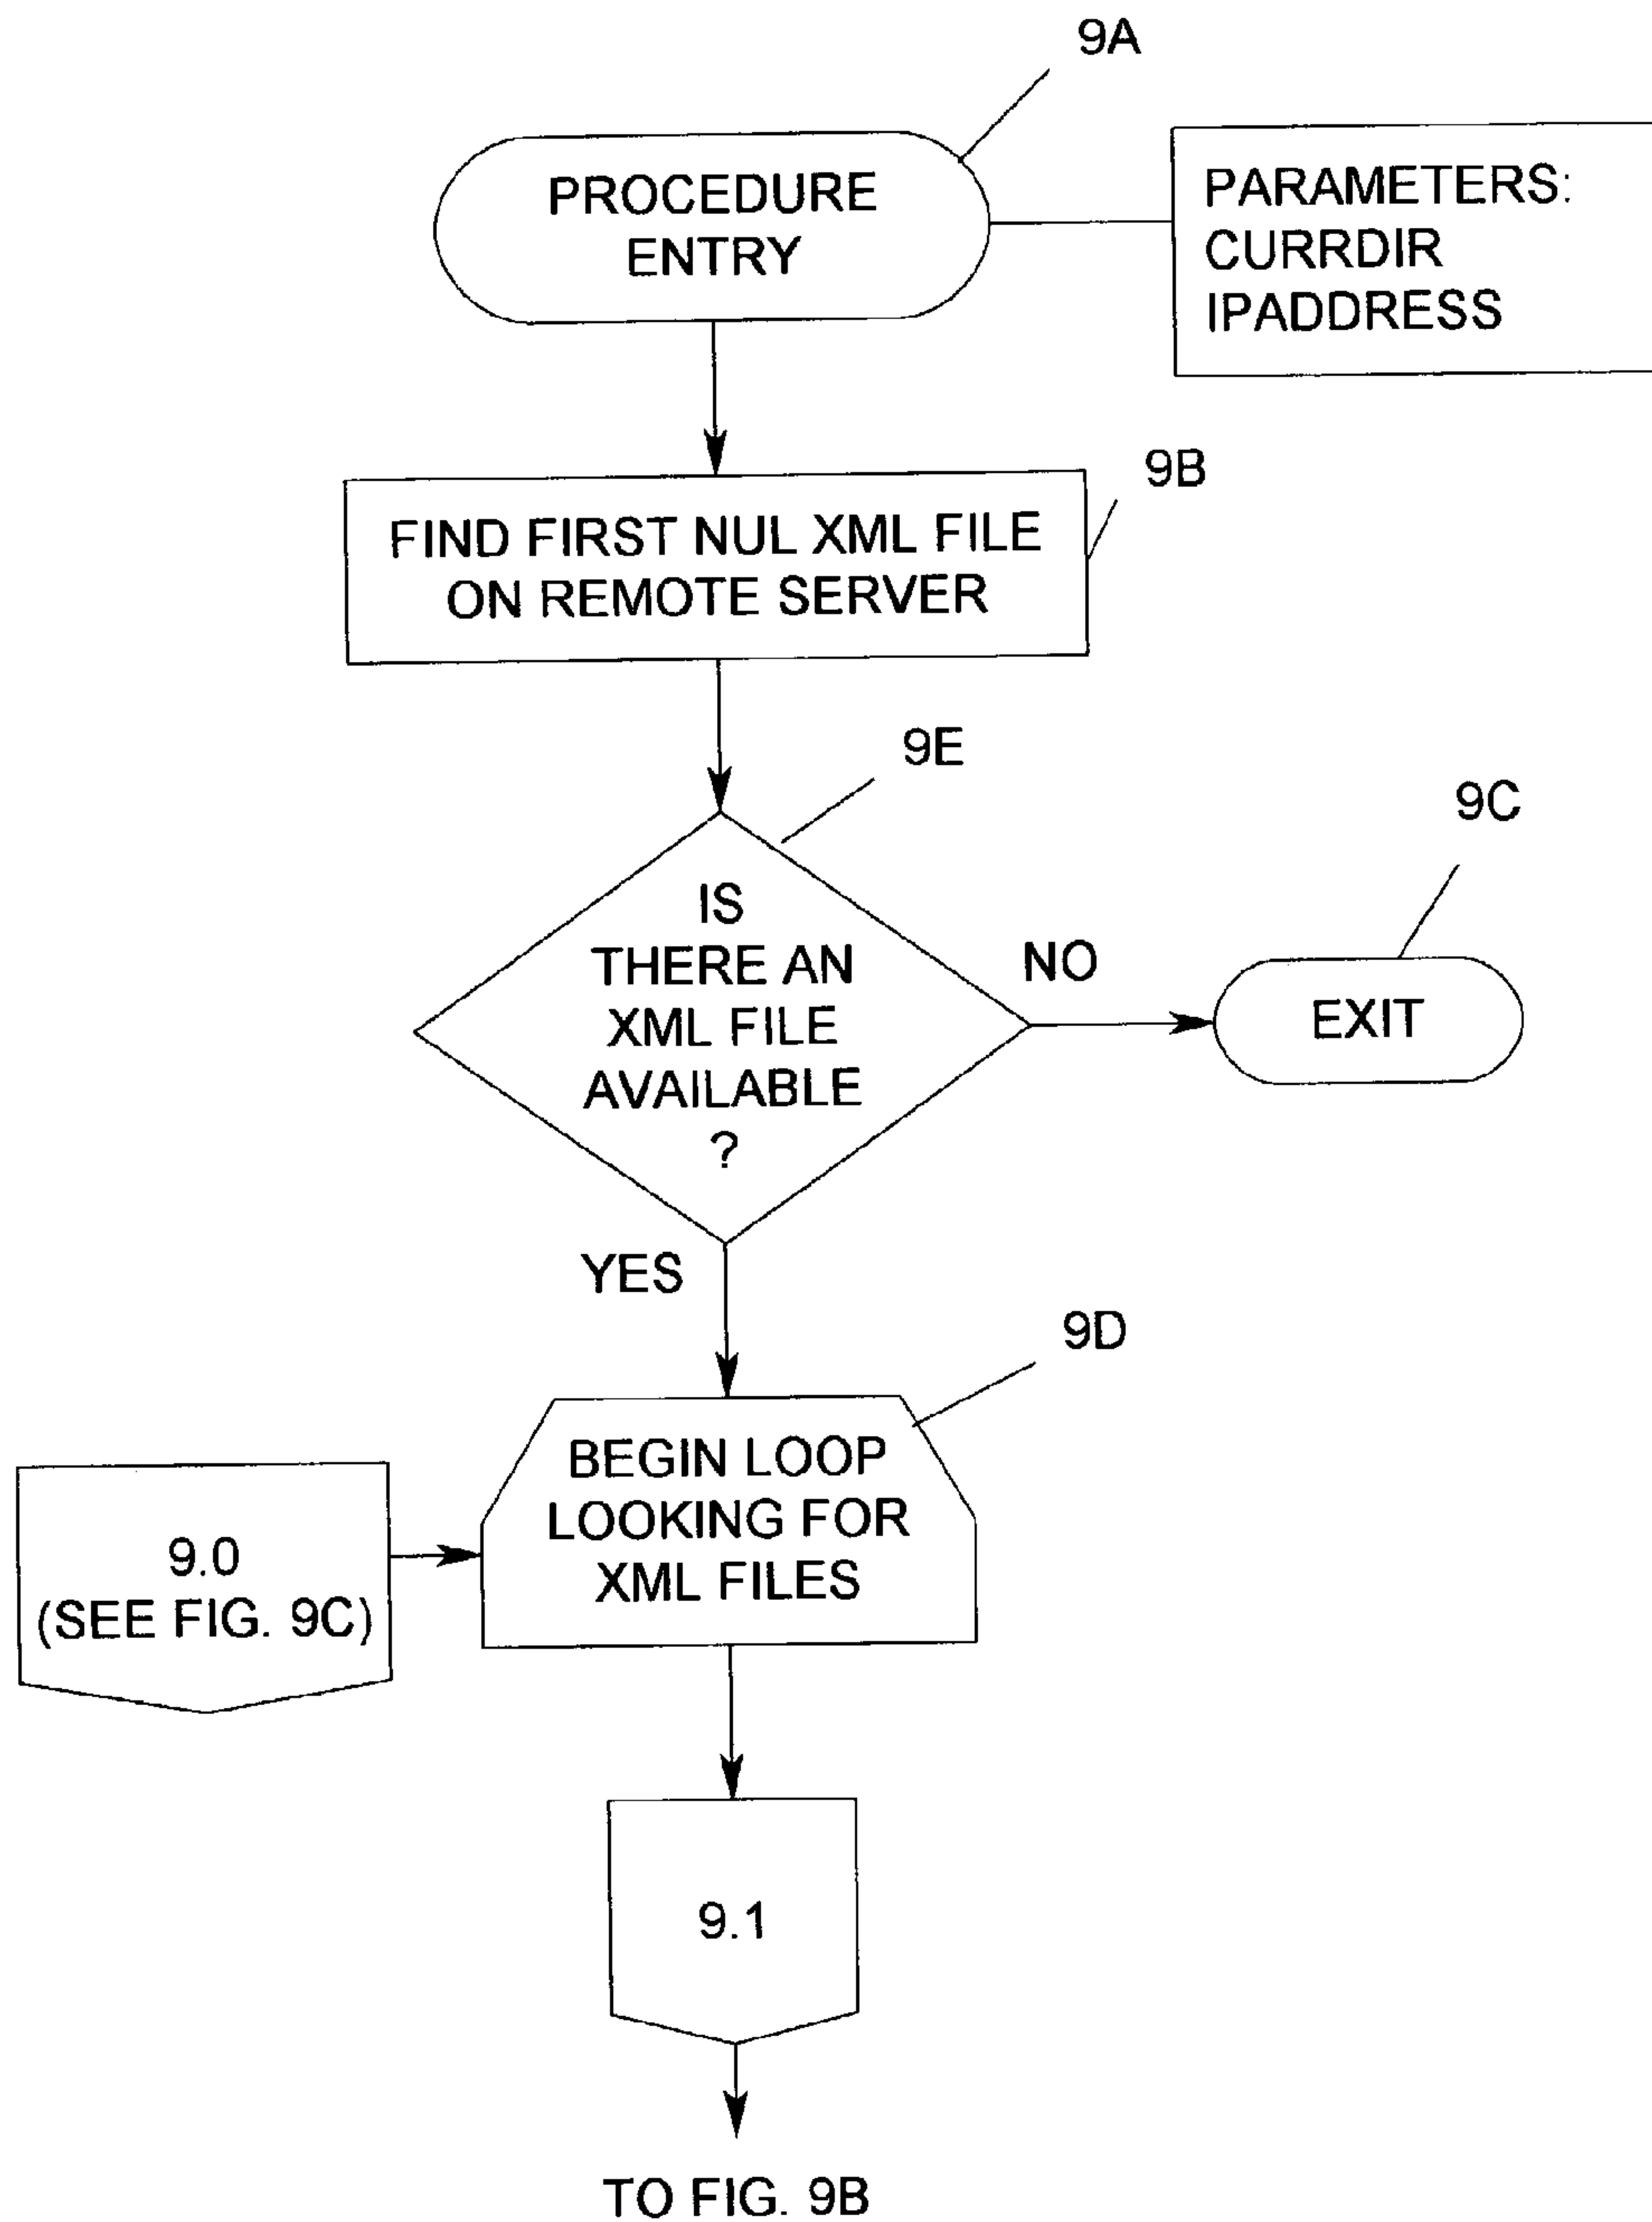 9A
PROCEDURE
ENTRY
PARAMETERS:
CURRDIR
IPADDRESS
9B
FIND FIRST NUL XML FILE
ON REMOTE SERVER
9E
9C
IS
THERE AN
XML FILE
AVAILABLE
?
NO
EXIT
YES
9D
BEGIN LOOP
LOOKING FOR
XML FILES
9.0
(SEE FIG. 9C)
9.1
TO FIG. 9B